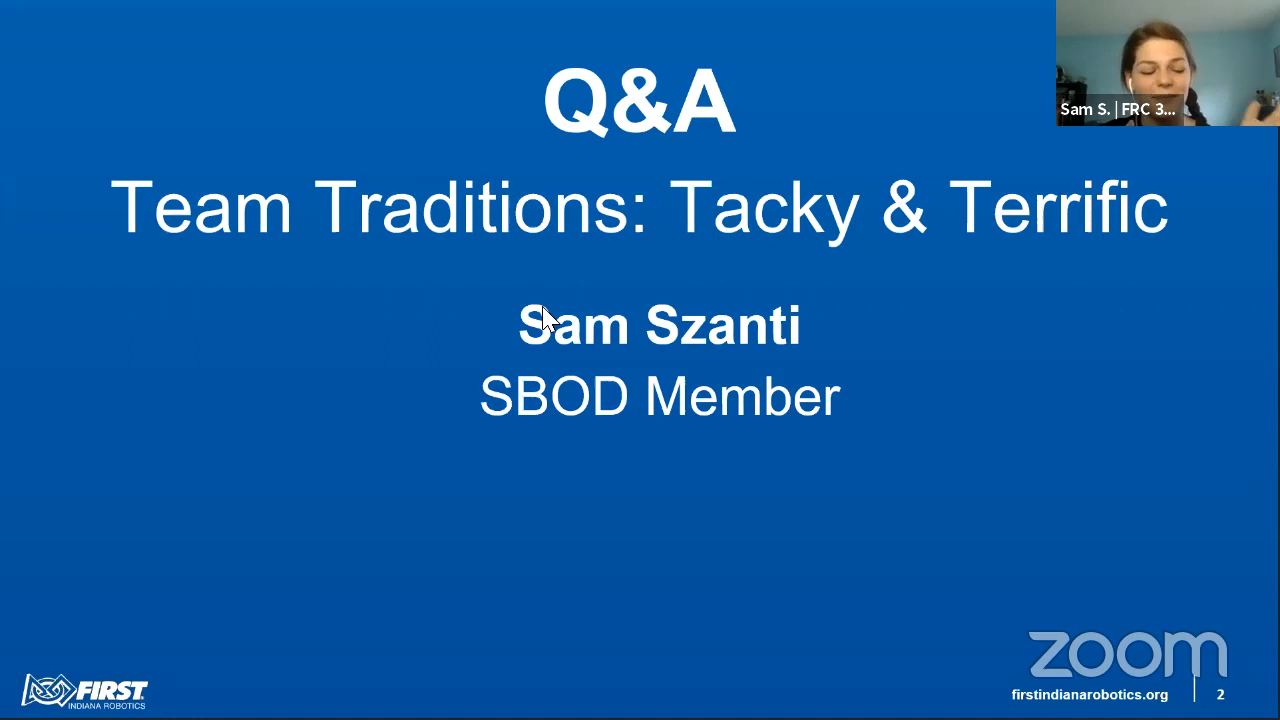 Q&A
Team Traditions: Tacky & Terrific
Sam S. | FRC 3...
Sam Szanti
SBOD Member
zoom
FIRST
INDIANA ROBOTICS
firstindianarobotics.org | 2